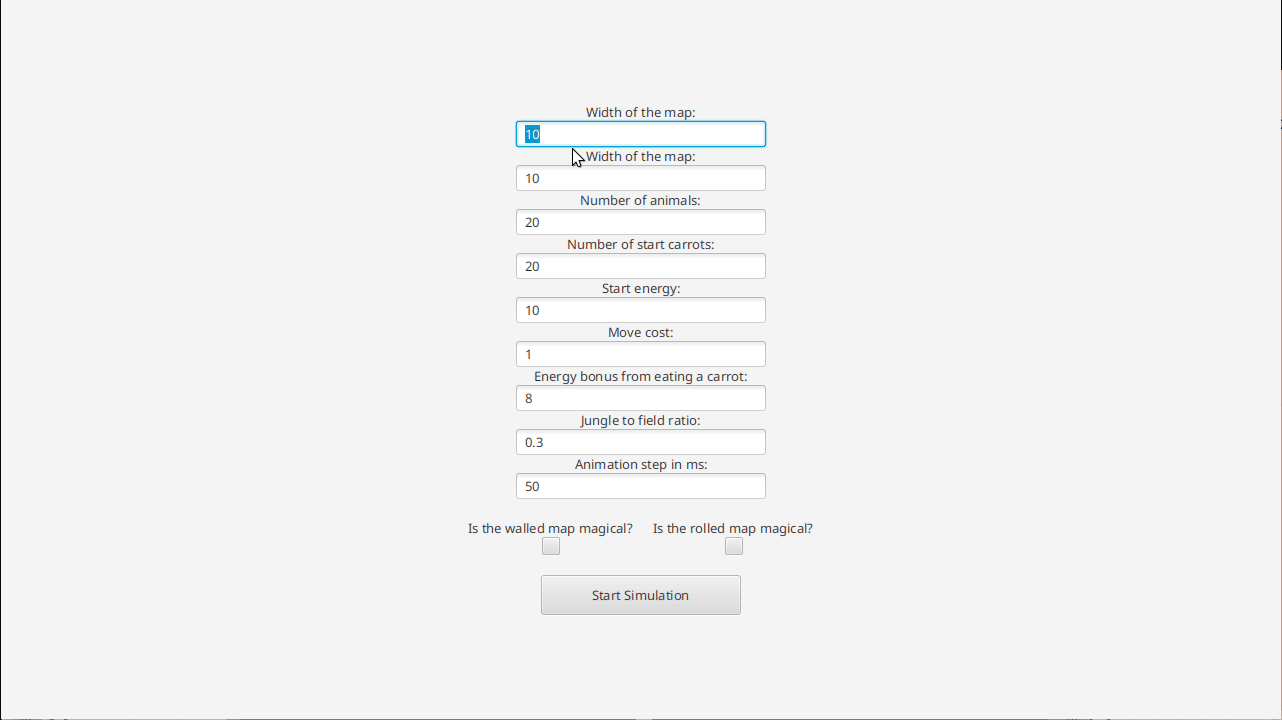 Width of the map:
10
Width of the map:
10
Number of animals:
20
Number of start carrots:
20
Start energy:
10
Move cost:
1
Energy bonus from eating a carrot:
8
Jungle to field ratio:
0.3
Animation step in ms:
50
Is the walled map magical? Is the rolled map magical?
Start Simulation